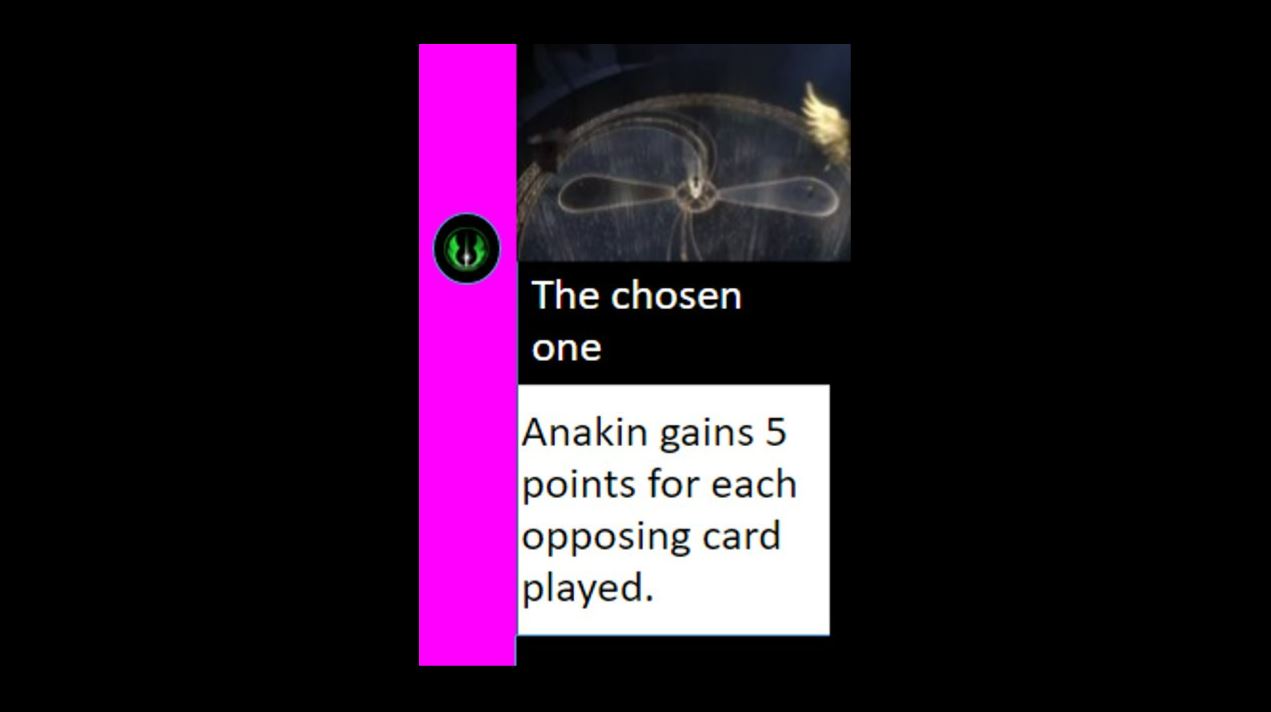 The chosen
one
Anakin gains 5
points for each
opposing card
played.